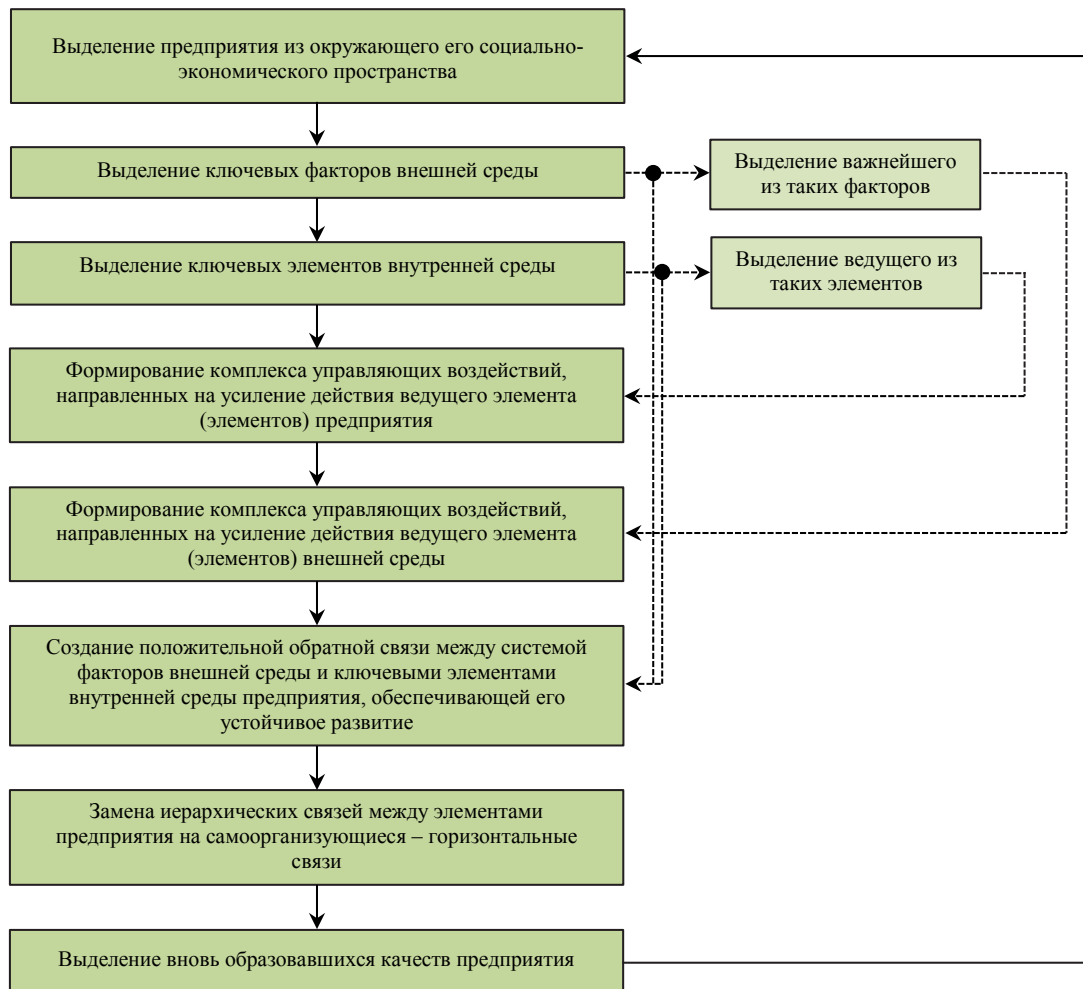 Выделение предприятия из окружающего его социально-
экономического пространства
Выделение ключевых факторов внешней среды
Выделение важнейшего
из таких факторов
Выделение ключевых элементов внутренней среды
Выделение ведущего из
таких элементов
Формирование комплекса управляющих воздействий,
направленных на усиление действия ведущего элемента
(элементов) предприятия
Формирование комплекса управляющих воздействий,
направленных на усиление действия ведущего элемента
(элементов) внешней среды
Создание положительной обратной связи между системой
факторов внешней среды и ключевыми элементами
внутренней среды предприятия, обеспечивающей его
устойчивое развитие
Замена иерархических связей между элементами
предприятия на самоорганизующиеся – горизонтальные
связи
Выделение вновь образовавшихся качеств предприятия